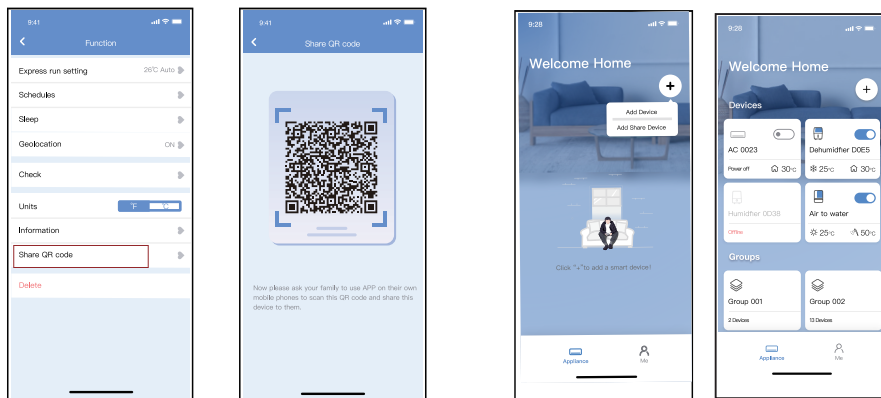 9:41
Function
Express run setting
26℃ Auto
Schedules
Sleep
Geolocation
ON
Check
Units
℉
℃
Information
Share QR code
Delete
9:41
Share QR code
Now please ask your family to use APP on their own
mobile phones to scan this QR code and share this
device to them.
9:28
Welcome Home
+
Add Device
Add Share Device
Click "+"to add a smart device!
Appliance
Me
9:28
Welcome Home
+
Devices
AC 0023
Power off
30℃
Dehumidfier D0E5
25℃
30℃
Humidfier 0D38
Offline
Air to water
25℃
50℃
Groups
Group 001
2 Devices
Group 002
13 Devices
Appliance
Me